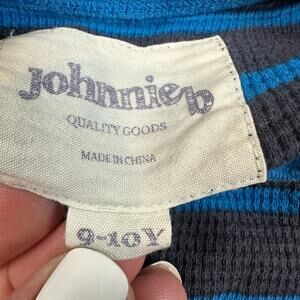 Johnnie b
QUALITY GOODS
MADE IN CHINA
9-10Y